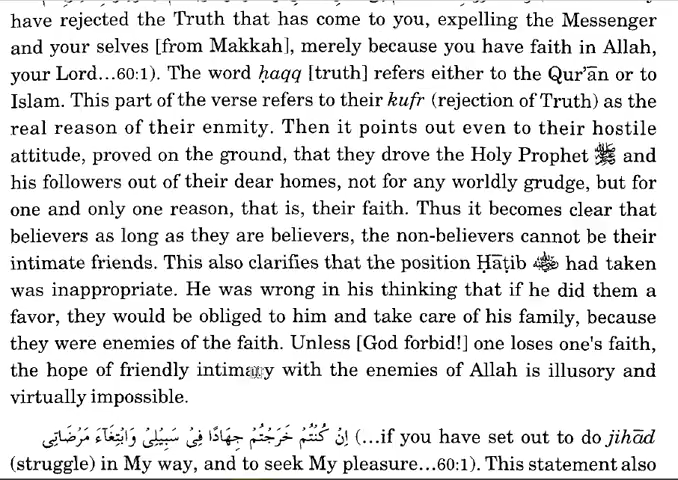 have rejected the Truth that has come to you, expelling the Messenger
and your selves [from Makkah], merely because you have faith in Allah,
your Lord...60:1). The word ḥaqq [truth] refers either to the Qur'ān or to
Islam. This part of the verse refers to their kufr (rejection of Truth) as the
real reason of their enmity. Then it points out even to their hostile
attitude, proved on the ground, that they drove the Holy Prophet ﷺ and
his followers out of their dear homes, not for any worldly grudge, but for
one and only one reason, that is, their faith. Thus it becomes clear that
believers as long as they are believers, the non-believers cannot be their
intimate friends. This also clarifies that the position Ḥāṭib had taken
was inappropriate. He was wrong in his thinking that if he did them a
favor, they would be obliged to him and take care of his family, because
they were enemies of the faith. Unless [God forbid!] one loses one's faith,
the hope of friendly intimacy with the enemies of Allah is illusory and
virtually impossible.
اِنْ كُنْتُمْ خَرَجْتُمْ جِهَادًا فِىْ سَبِيْلِىْ وَابْتِغَآءَ مَرْضَاتِى (...if you have set out to do jihād
(struggle) in My way, and to seek My pleasure...60:1). This statement also